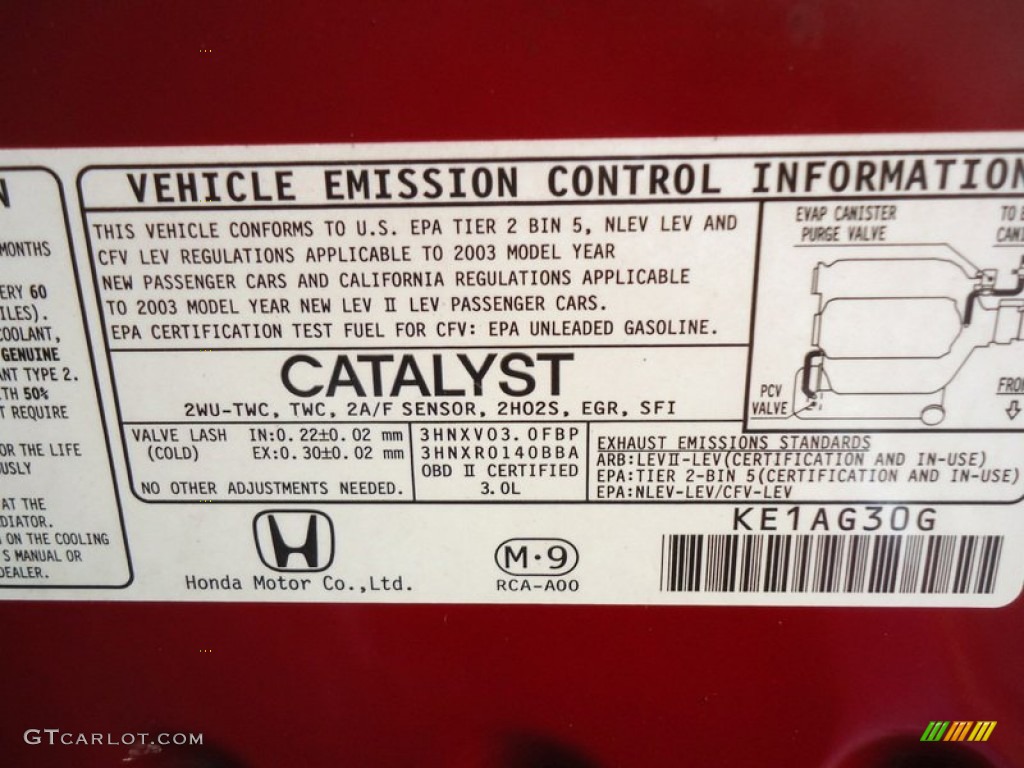 N
MONTHS
ERY 60
ILES).
COOLANT,
GENUINE
ANT TYPE 2.
TH 50%
T REQUIRE
OR THE LIFE
USLY
AT THE
DIATOR.
ON THE COOLING
S MANUAL OR
DEALER.
VEHICLE EMISSION CONTROL INFORMATION
THIS VEHICLE CONFORMS TO U.S. EPA TIER 2 BIN 5, NLEV LEV AND
CFV LEV REGULATIONS APPLICABLE TO 2003 MODEL YEAR
NEW PASSENGER CARS AND CALIFORNIA REGULATIONS APPLICABLE
TO 2003 MODEL YEAR NEW LEV II LEV PASSENGER CARS.
EPA CERTIFICATION TEST FUEL FOR CFV: EPA UNLEADED GASOLINE.
CATALYST
2WU-TWC, TWC, 2A/F SENSOR, 2HO2S, EGR, SFI
VALVE LASH IN:0.22±0.02 mm
(COLD) EX:0.30±0.02 mm
NO OTHER ADJUSTMENTS NEEDED.
3HNXV03.0FBP
3HNXR0140BBA
OBD II CERTIFIED
3.0L
EVAP CANISTER
PURGE VALVE
TO
CANI
PCV
VALVE
FRO
EXHAUST EMISSIONS STANDARDS
ARB:LEVII-LEV(CERTIFICATION AND IN-USE)
EPA:TIER 2-BIN 5(CERTIFICATION AND IN-USE)
EPA:NLEV-LEV/CFV-LEV
Honda Motor Co.,Ltd.
M·9
RCA-A00
KE1AG30G
GTCARLOT.COM